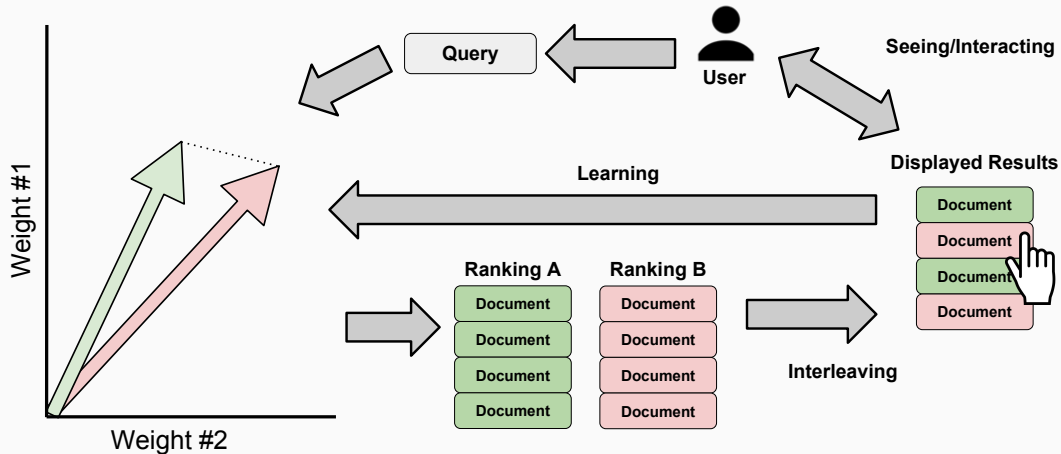 Query
User
Seeing/Interacting
Displayed Results
Document
Document
Document
Document
Learning
Weight #1
Weight #2
Ranking A
Document
Document
Document
Document
Ranking B
Document
Document
Document
Document
Interleaving